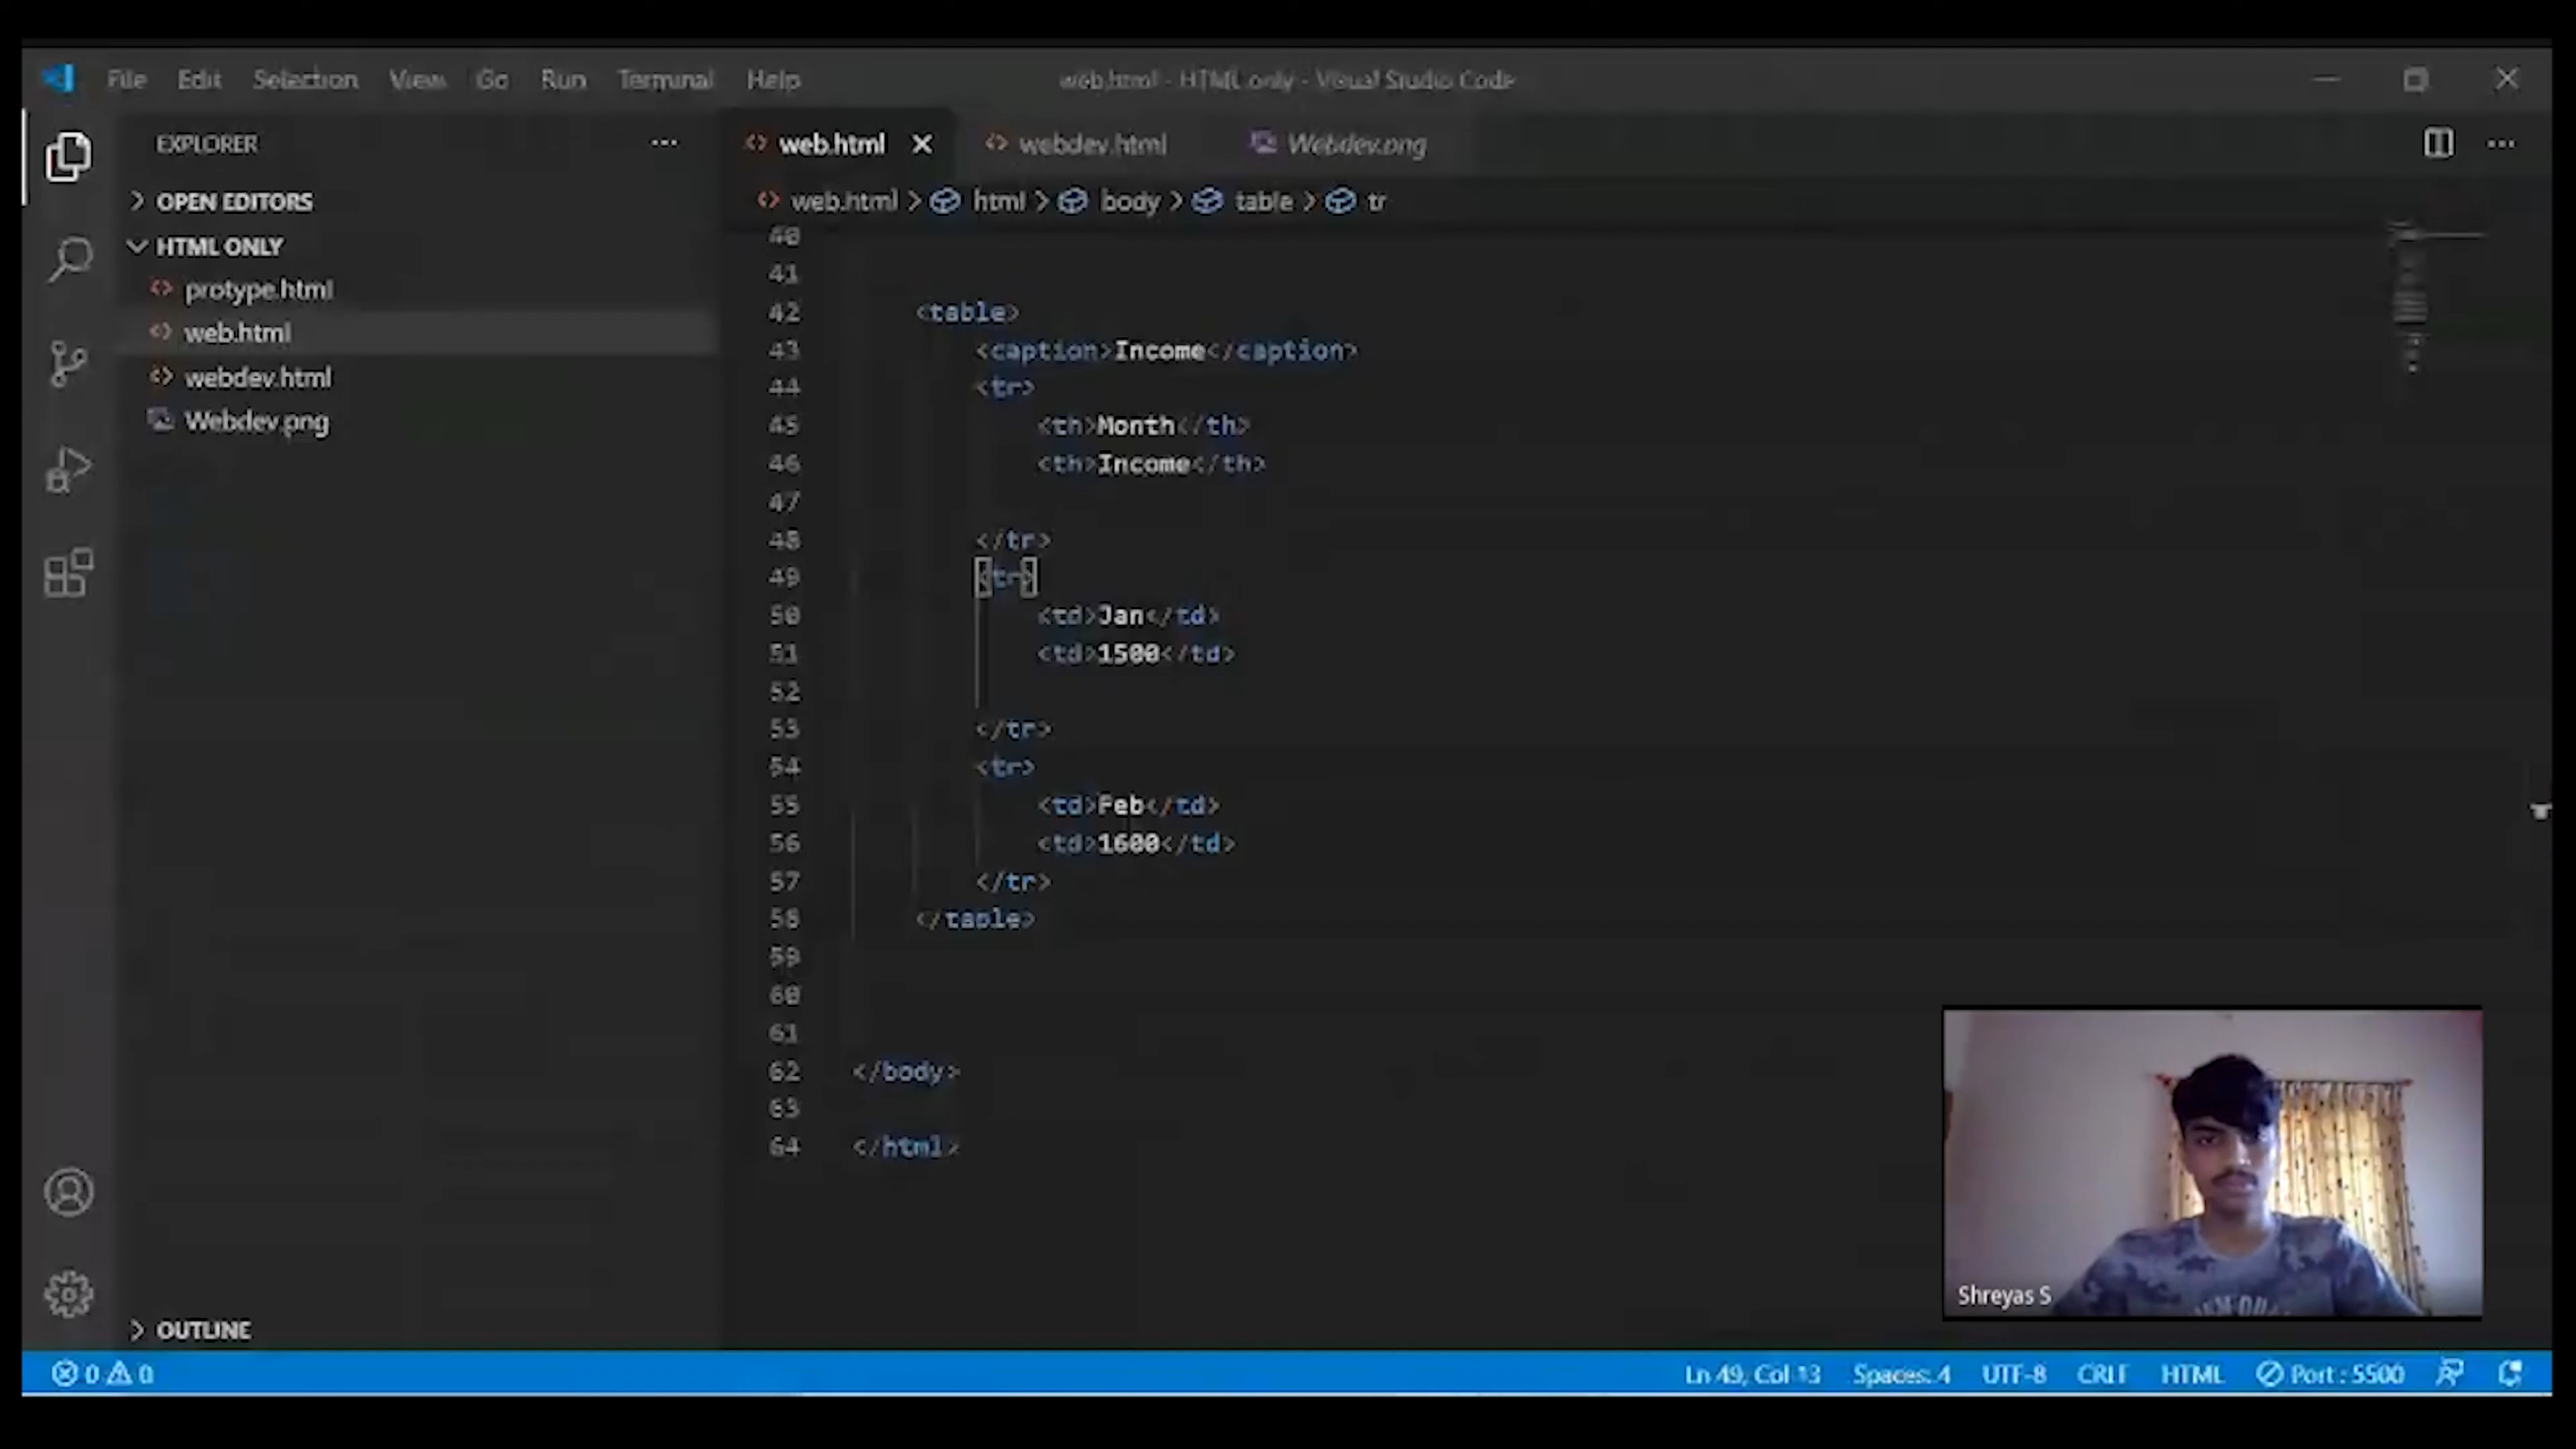 File Edit Selection View Go Run Terminal Help
web.html - HTML only - Visual Studio Code
EXPLORER
OPEN EDITORS
HTML ONLY
protype.html
web.html
webdev.html
Webdev.png
OUTLINE
web.html webdev.html Webdev.png
web.html > html > body > table > tr
40
41
42 <table>
43 <caption>Income</caption>
44 <tr>
45 <th>Month</th>
46 <th>Income</th>
47
48 </tr>
49 <tr>
50 <td>Jan</td>
51 <td>1500</td>
52
53 </tr>
54 <tr>
55 <td>Feb</td>
56 <td>1600</td>
57 </tr>
58 </table>
59
60
61
62 </body>
63
64 </html>
Shreyas S
0 0 Ln 49, Col 13 Spaces: 4 UTF-8 CRLF HTML Port : 5500